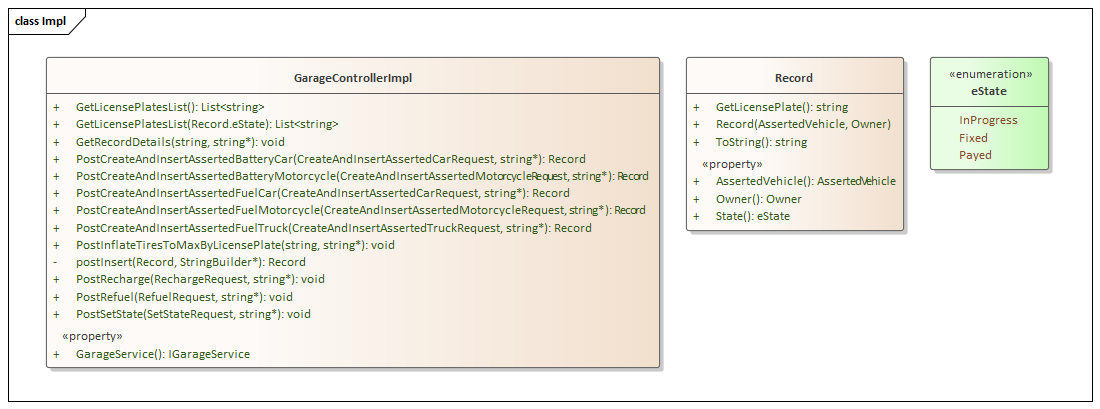 class Impl
GarageControllerImpl
+ GetLicensePlatesList(): List<string>
+ GetLicensePlatesList(Record.eState): List<string>
+ GetRecordDetails(string, string*): void
+ PostCreateAndInsertAssertedBatteryCar(CreateAndInsertAssertedCarRequest, string*): Record
+ PostCreateAndInsertAssertedBatteryMotorcycle(CreateAndInsertAssertedMotorcycleRequest, string*): Record
+ PostCreateAndInsertAssertedFuelCar(CreateAndInsertAssertedCarRequest, string*): Record
+ PostCreateAndInsertAssertedFuelMotorcycle(CreateAndInsertAssertedMotorcycleRequest, string*): Record
+ PostCreateAndInsertAssertedFuelTruck(CreateAndInsertAssertedTruckRequest, string*): Record
+ PostInflateTiresToMaxByLicensePlate(string, string*): void
- postInsert(Record, StringBuilder*): Record
+ PostRecharge(RechargeRequest, string*): void
+ PostRefuel(RefuelRequest, string*): void
+ PostSetState(SetStateRequest, string*): void
«property»
+ GarageService(): IGarageService
Record
+ GetLicensePlate(): string
+ Record(AssertedVehicle, Owner)
+ ToString(): string
«property»
+ AssertedVehicle(): AssertedVehicle
+ Owner(): Owner
+ State(): eState
«enumeration»
eState
InProgress
Fixed
Payed